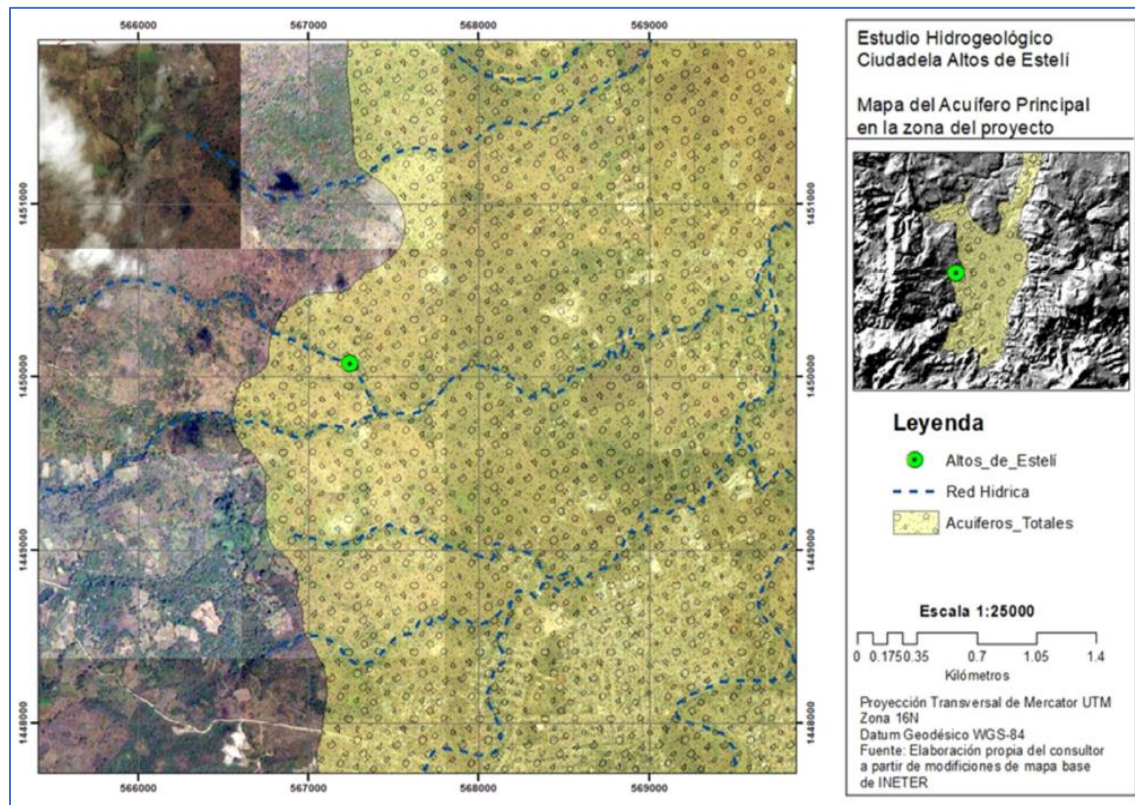 566000 567000 568000 569000
1451000 1451000
1450000 1450000
1449000 1449000
1448000 1448000
566000 567000 568000 569000
Estudio Hidrogeológico
Ciudadela Altos de Estelí
Mapa del Acuífero Principal
en la zona del proyecto
Leyenda
Altos_de_Estelí
Red Hídrica
Acuíferos_Totales
Escala 1:25000
0 0.175 0.35 0.7 1.05 1.4
Kilómetros
Proyección Transversal de Mercator UTM
Zona 16N
Datum Geodésico WGS-84
Fuente: Elaboración propia del consultor
a partir de modificiones de mapa base
de INETER